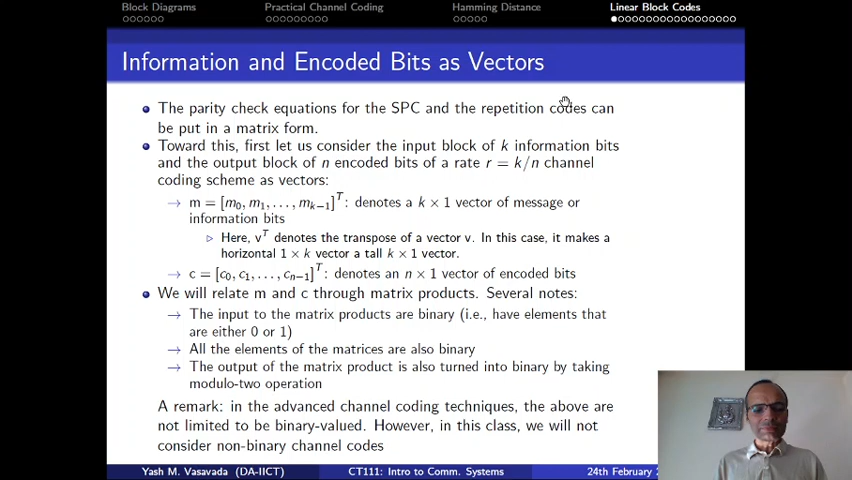 Block Diagrams Practical Channel Coding Hamming Distance Linear Block Codes
Information and Encoded Bits as Vectors
The parity check equations for the SPC and the repetition codes can
be put in a matrix form.
Toward this, first let us consider the input block of k information bits
and the output block of n encoded bits of a rate r = k/n channel
coding scheme as vectors:
→ m = [m₀, m₁, . . . , mₖ₋₁]ᵀ: denotes a k × 1 vector of message or
information bits
▷ Here, vᵀ denotes the transpose of a vector v. In this case, it makes a
horizontal 1 × k vector a tall k × 1 vector.
→ c = [c₀, c₁, . . . , cₙ₋₁]ᵀ: denotes an n × 1 vector of encoded bits
We will relate m and c through matrix products. Several notes:
→ The input to the matrix products are binary (i.e., have elements that
are either 0 or 1)
→ All the elements of the matrices are also binary
→ The output of the matrix product is also turned into binary by taking
modulo-two operation
A remark: in the advanced channel coding techniques, the above are
not limited to be binary-valued. However, in this class, we will not
consider non-binary channel codes
Yash M. Vasavada (DA-IICT) CT111: Intro to Comm. Systems 24th February